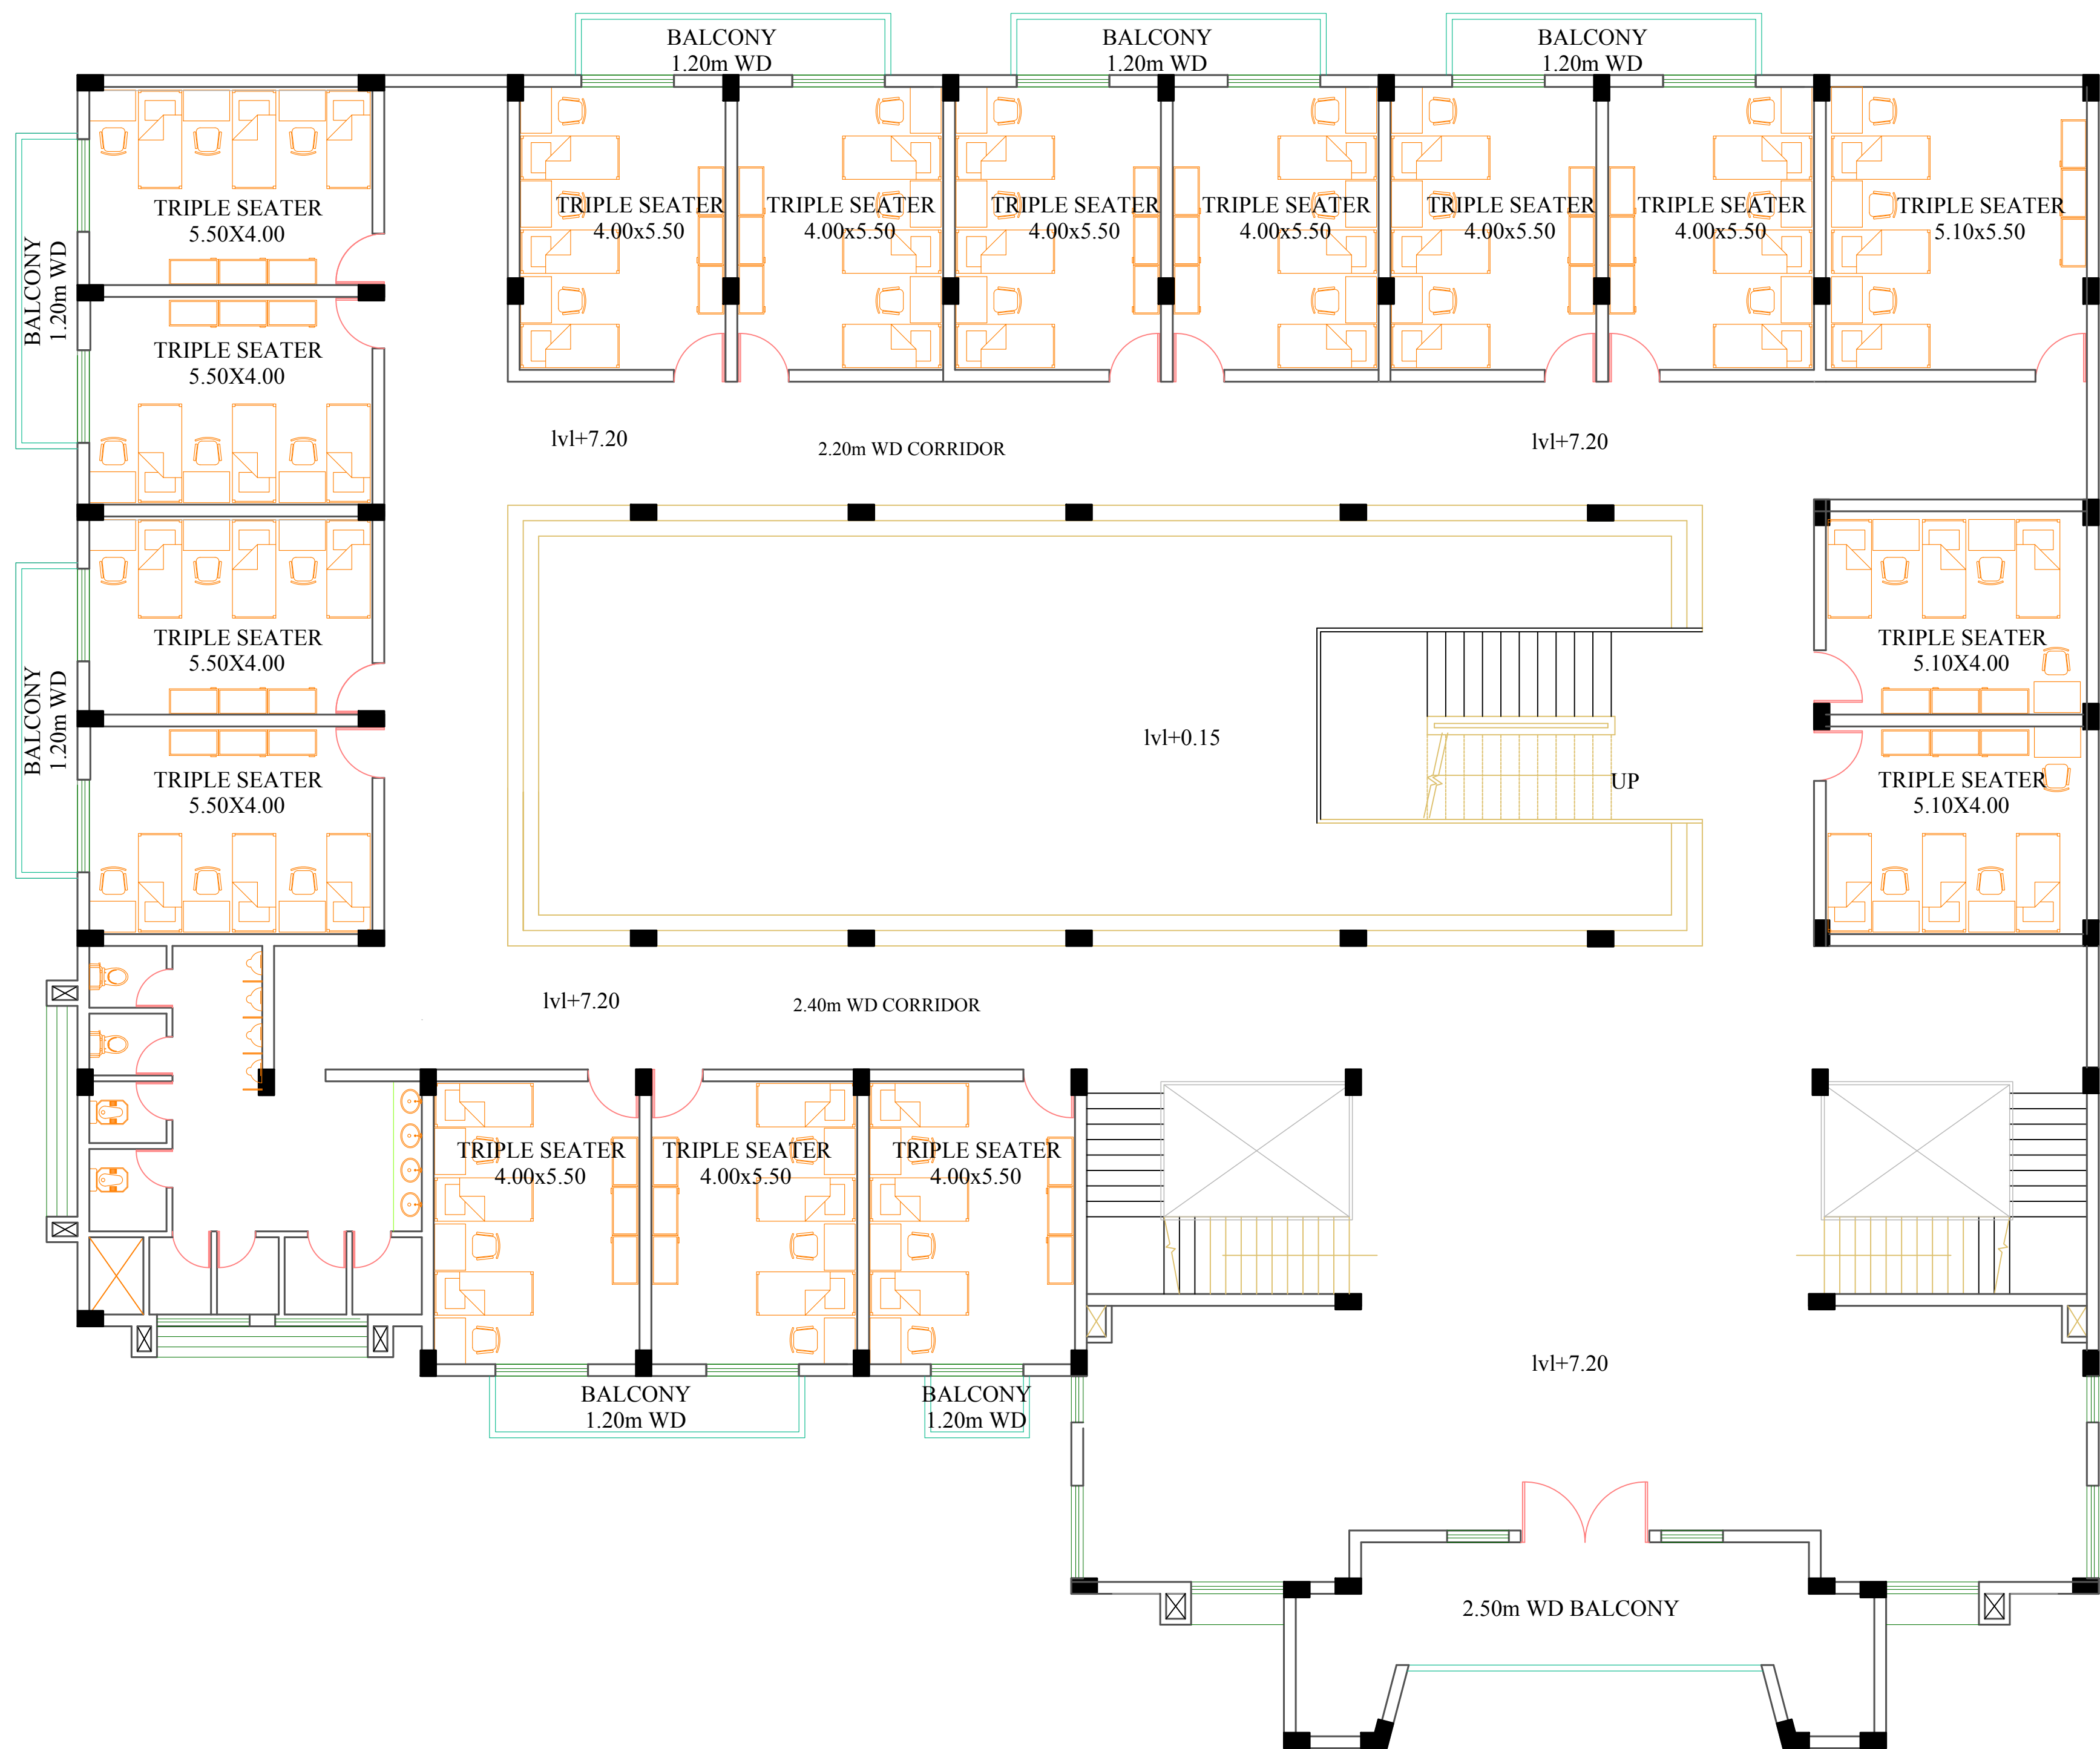 BALCONY
1.20m WD
BALCONY
1.20m WD
BALCONY
1.20m WD
TRIPLE SEATER
5.50X4.00
TRIPLE SEATER
4.00x5.50
TRIPLE SEATER
4.00x5.50
TRIPLE SEATER
4.00x5.50
TRIPLE SEATER
4.00x5.50
TRIPLE SEATER
4.00x5.50
TRIPLE SEATER
4.00x5.50
TRIPLE SEATER
5.10x5.50
BALCONY
1.20m WD
TRIPLE SEATER
5.50X4.00
lvl+7.20
2.20m WD CORRIDOR
lvl+7.20
TRIPLE SEATER
5.50X4.00
TRIPLE SEATER
5.10X4.00
BALCONY
1.20m WD
lvl+0.15
UP
TRIPLE SEATER
5.50X4.00
TRIPLE SEATER
5.10X4.00
lvl+7.20
2.40m WD CORRIDOR
TRIPLE SEATER
4.00x5.50
TRIPLE SEATER
4.00x5.50
TRIPLE SEATER
4.00x5.50
lvl+7.20
BALCONY
1.20m WD
BALCONY
1.20m WD
2.50m WD BALCONY